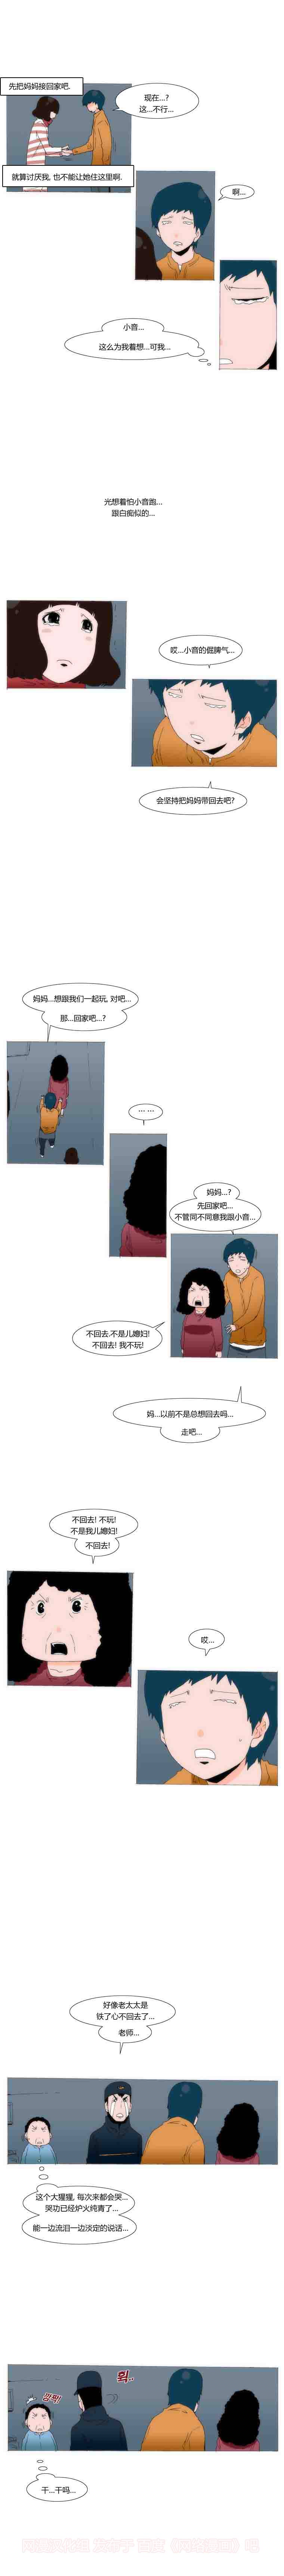 先把妈妈接回家吧.
现在...?
这...不行...
就算讨厌我, 也不能让她住这里啊.
啊...
小音...
这么为我着想...可我...
光想着怕小音跑...
跟白痴似的...
哎...小音的倔脾气...
会坚持把妈妈带回去吧?
妈妈...想跟我们一起玩, 对吧...
那...回家吧...?
... ...
妈妈...?
先回家吧...
不管同不同意我跟小音...
不回去,不是儿媳妇!
不回去! 我不玩!
妈...以前不是总想回去吗...
走吧...
不回去! 不玩!
不是我儿媳妇!
不回去!
哎...
好像老太太是
铁了心不回去了...
老师...
这个大猩猩, 每次来都会哭...
哭功已经炉火纯青了...
能一边流泪一边淡定的说话...
뭐..
깜짝!
干...干吗...